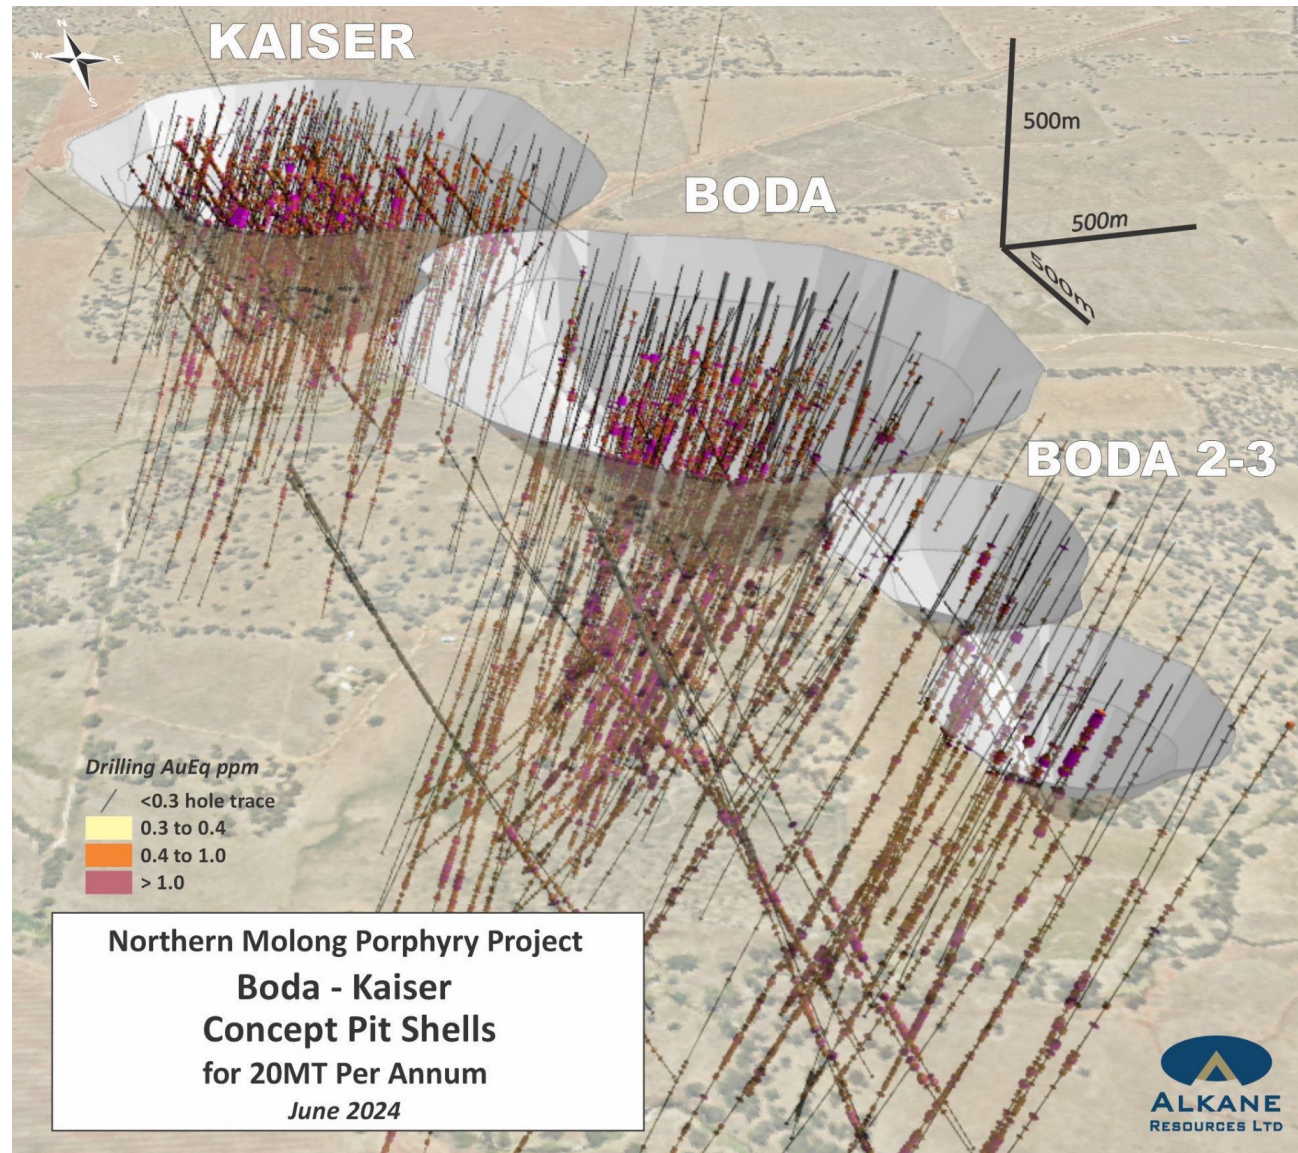 KAISER
N
W
E
S
500m
BODA
500m
500m
BODA 2-3
Drilling AuEq ppm
<0.3 hole trace
0.3 to 0.4
0.4 to 1.0
> 1.0
Northern Molong Porphyry Project
Boda - Kaiser
Concept Pit Shells
for 20MT Per Annum
June 2024
ALKANE
RESOURCES LTD